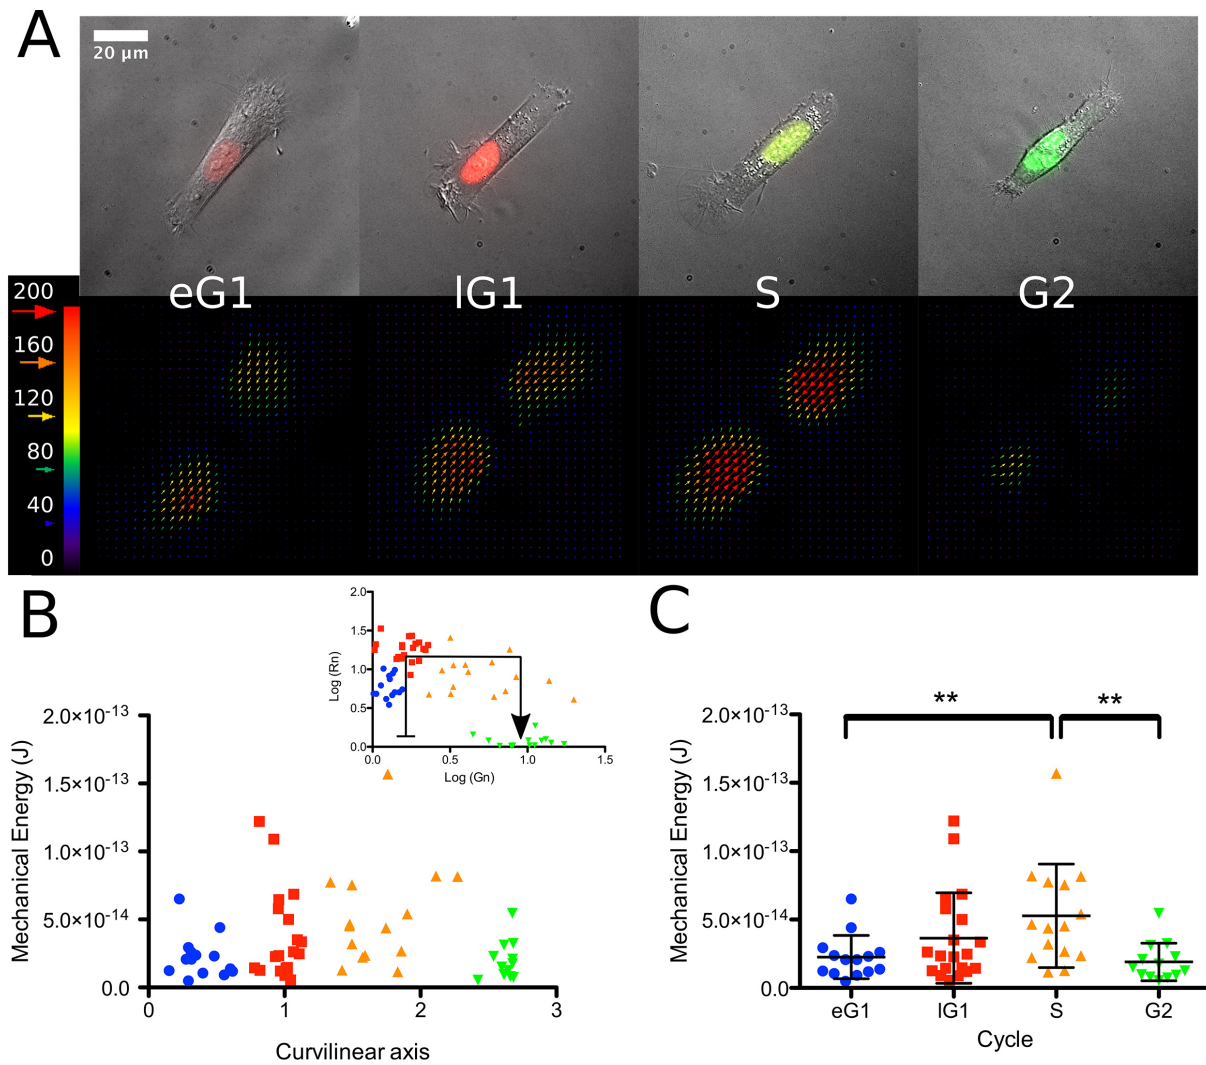 A
20 µm
eG1
lG1
S
G2
200
160
120
80
40
0
B
2.0
1.5
1.0
0.5
0.0
Log (Rn)
0.0 0.5 1.0 1.5
Log (Gn)
2.0×10⁻¹³
1.5×10⁻¹³
1.0×10⁻¹³
5.0×10⁻¹⁴
0.0
Mechanical Energy (J)
0 1 2 3
Curvilinear axis
C
** **
2.0×10⁻¹³
1.5×10⁻¹³
1.0×10⁻¹³
5.0×10⁻¹⁴
0.0
Mechanical Energy (J)
eG1 lG1 S G2
Cycle